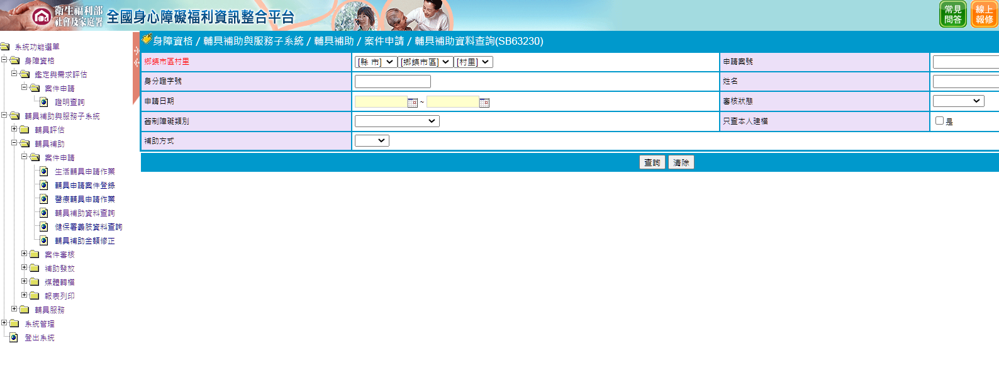 衛生福利部
社會及家庭署
全國身心障礙福利資訊整合平台
常見
問答
線上
報修
系統功能選單
身障資格
鑑定與需求評估
案件申請
證明查詢
輔具補助與服務子系統
輔具評估
輔具補助
案件申請
生活輔具申請作業
輔具申請案件登錄
醫療輔具申請作業
輔具補助資料查詢
健保署義肢資料查詢
輔具補助金額修正
案件審核
補助發放
媒體轉檔
報表列印
輔具服務
系統管理
登出系統
身障資格 / 輔具補助與服務子系統 / 輔具補助 / 案件申請 / 輔具補助資料查詢(SB63230)
鄉鎮市區村里 [縣 市] [鄉鎮市區] [村里] 申請案號
身分證字號 姓名
申請日期 ~ 審核狀態
舊制障礙類別 只查本人建檔 是
補助方式
查詢 清除